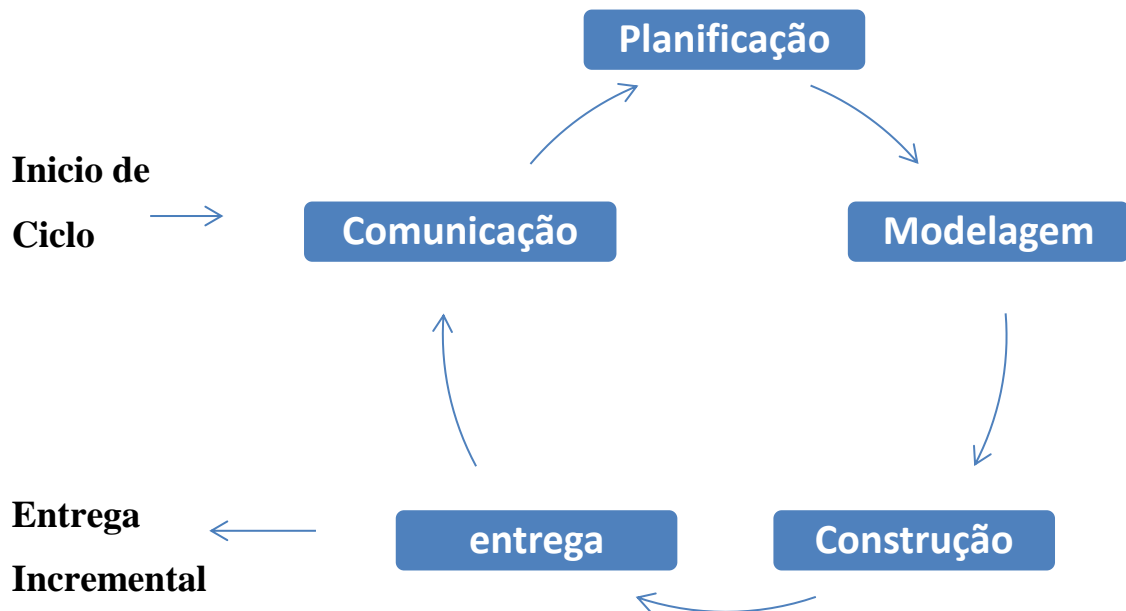 Planificação
Inicio de
Ciclo
Comunicação
Modelagem
Entrega
Incremental
entrega
Construção